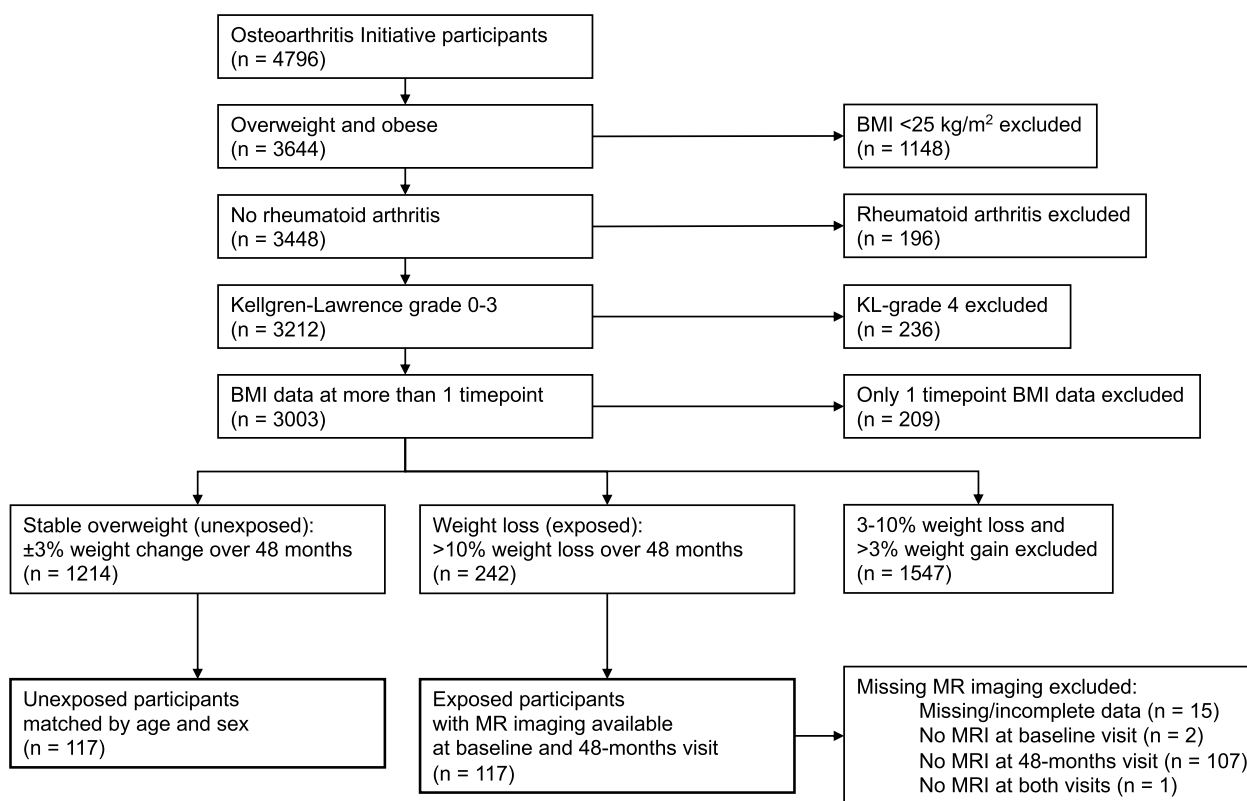 Osteoarthritis Initiative participants
(n = 4796)
Overweight and obese
(n = 3644)
BMI <25 kg/m² excluded
(n = 1148)
No rheumatoid arthritis
(n = 3448)
Rheumatoid arthritis excluded
(n = 196)
Kellgren-Lawrence grade 0-3
(n = 3212)
KL-grade 4 excluded
(n = 236)
BMI data at more than 1 timepoint
(n = 3003)
Only 1 timepoint BMI data excluded
(n = 209)
Stable overweight (unexposed):
±3% weight change over 48 months
(n = 1214)
Weight loss (exposed):
>10% weight loss over 48 months
(n = 242)
3-10% weight loss and
>3% weight gain excluded
(n = 1547)
Unexposed participants
matched by age and sex
(n = 117)
Exposed participants
with MR imaging available
at baseline and 48-months visit
(n = 117)
Missing MR imaging excluded:
Missing/incomplete data (n = 15)
No MRI at baseline visit (n = 2)
No MRI at 48-months visit (n = 107)
No MRI at both visits (n = 1)